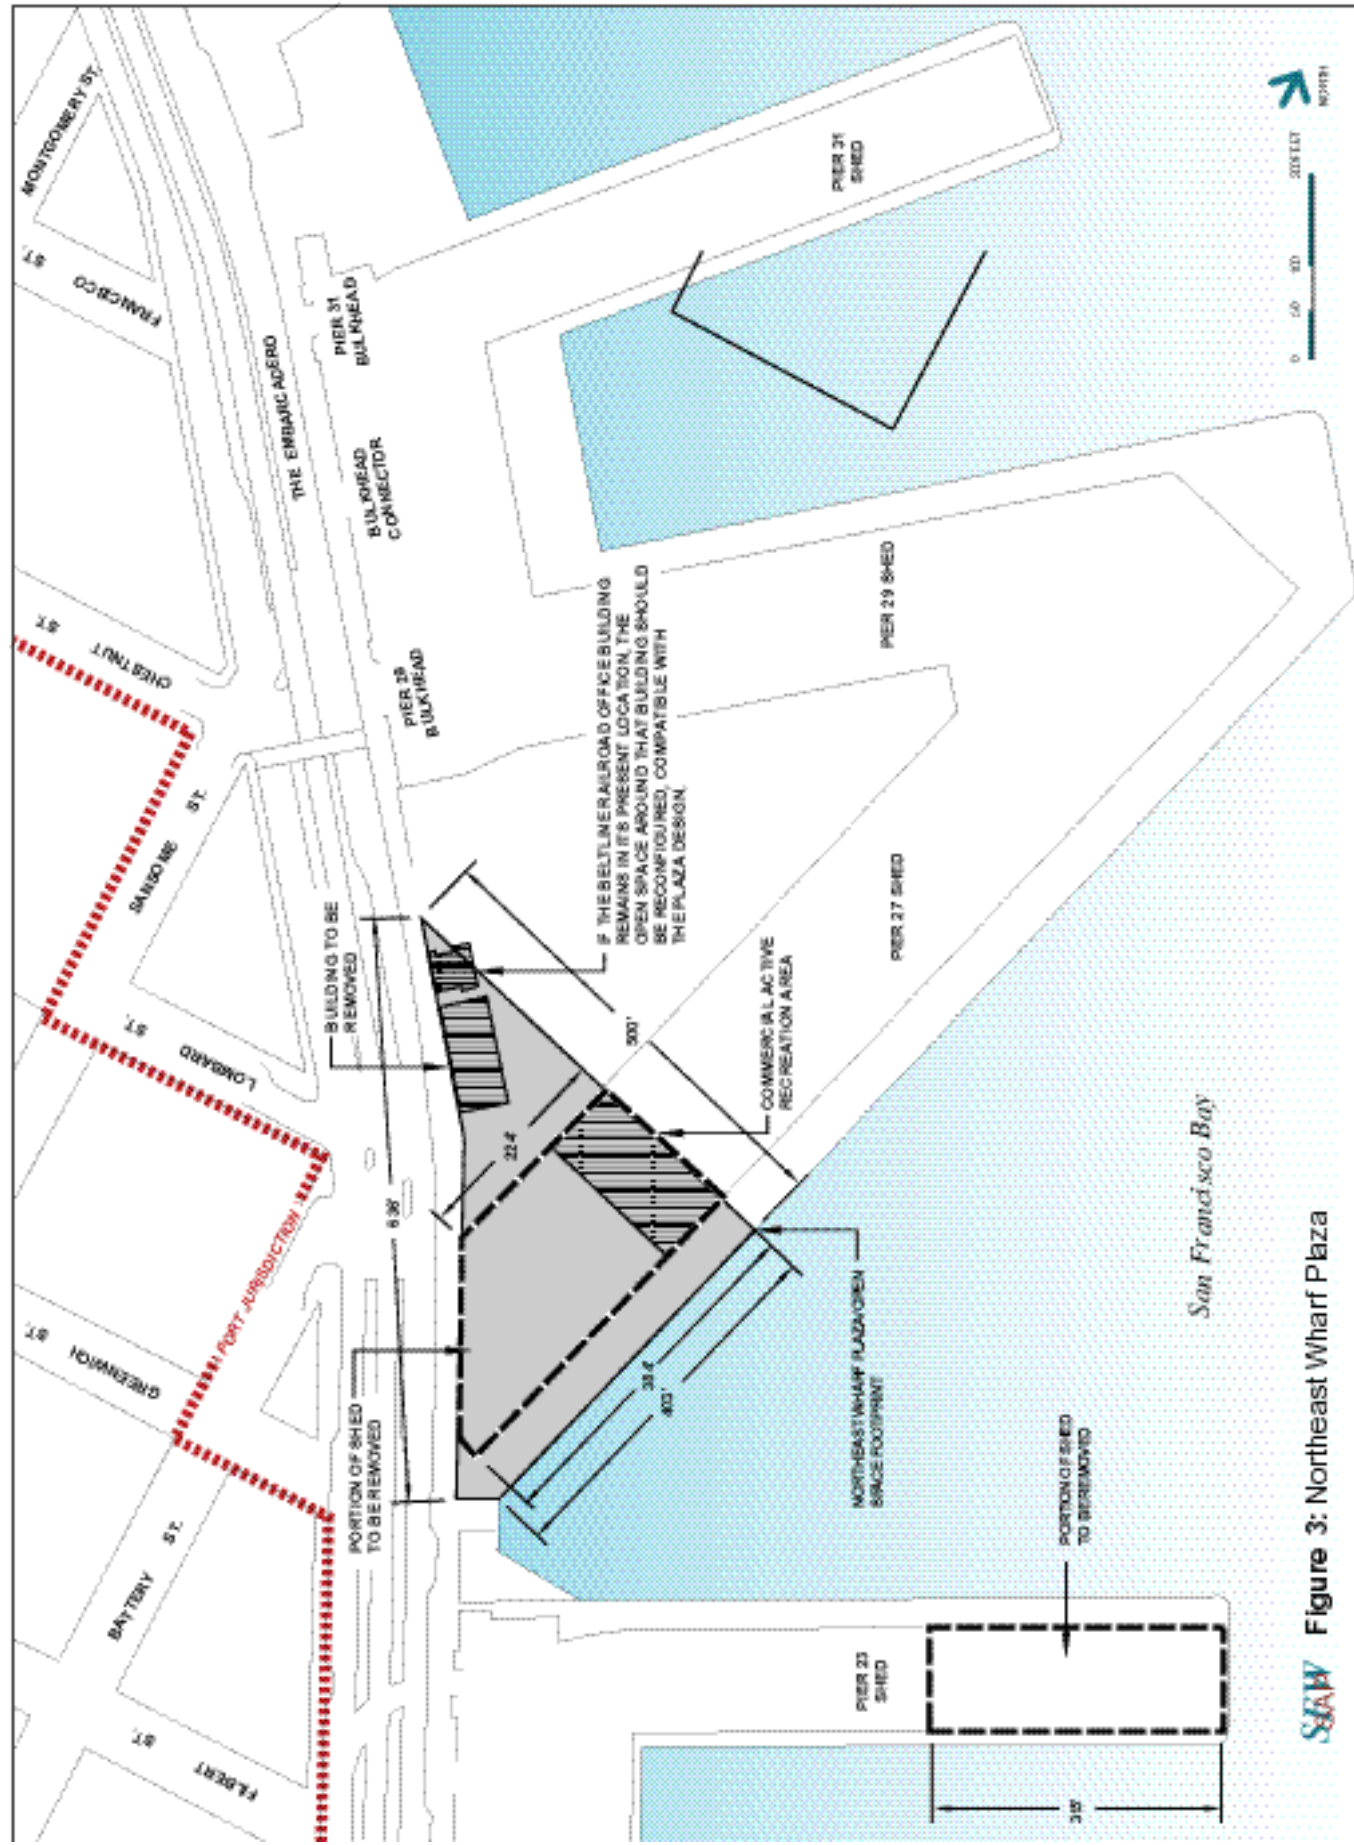 MONTGOMERY ST.
FRANCISCO ST.
THE EMBARCADERO
PIER 31
BULKHEAD
PIER 31
SHED
NORTH
BULKHEAD
CONNECTOR
CHESTNUT ST.
PIER 29
BULKHEAD
PIER 29 SHED
SANSOME ST.
IF THE BELTLINE RAILROAD OFFICE BUILDING
REMAINS IN ITS PRESENT LOCATION, THE
OPEN SPACE AROUND THAT BUILDING SHOULD
BE RECONFIGURED, COMPATIBLE WITH
THE PLAZA DESIGN.
BUILDING TO BE
REMOVED
LOMBARD ST.
PIER 27 SHED
500'
COMMERCIAL ACTIVE
RECREATION AREA
224'
636'
PORT JURISDICTION
GREENWICH ST.
PORTION OF SHED
TO BE REMOVED
384'
403'
NORTHEAST WHARF PLAZA/OPEN
SPACE FOOTPRINT
San Francisco Bay
BATTERY ST.
PORTION OF SHED
TO BE REMOVED
PIER 23
SHED
FILBERT ST.
315'
Figure 3: Northeast Wharf Plaza